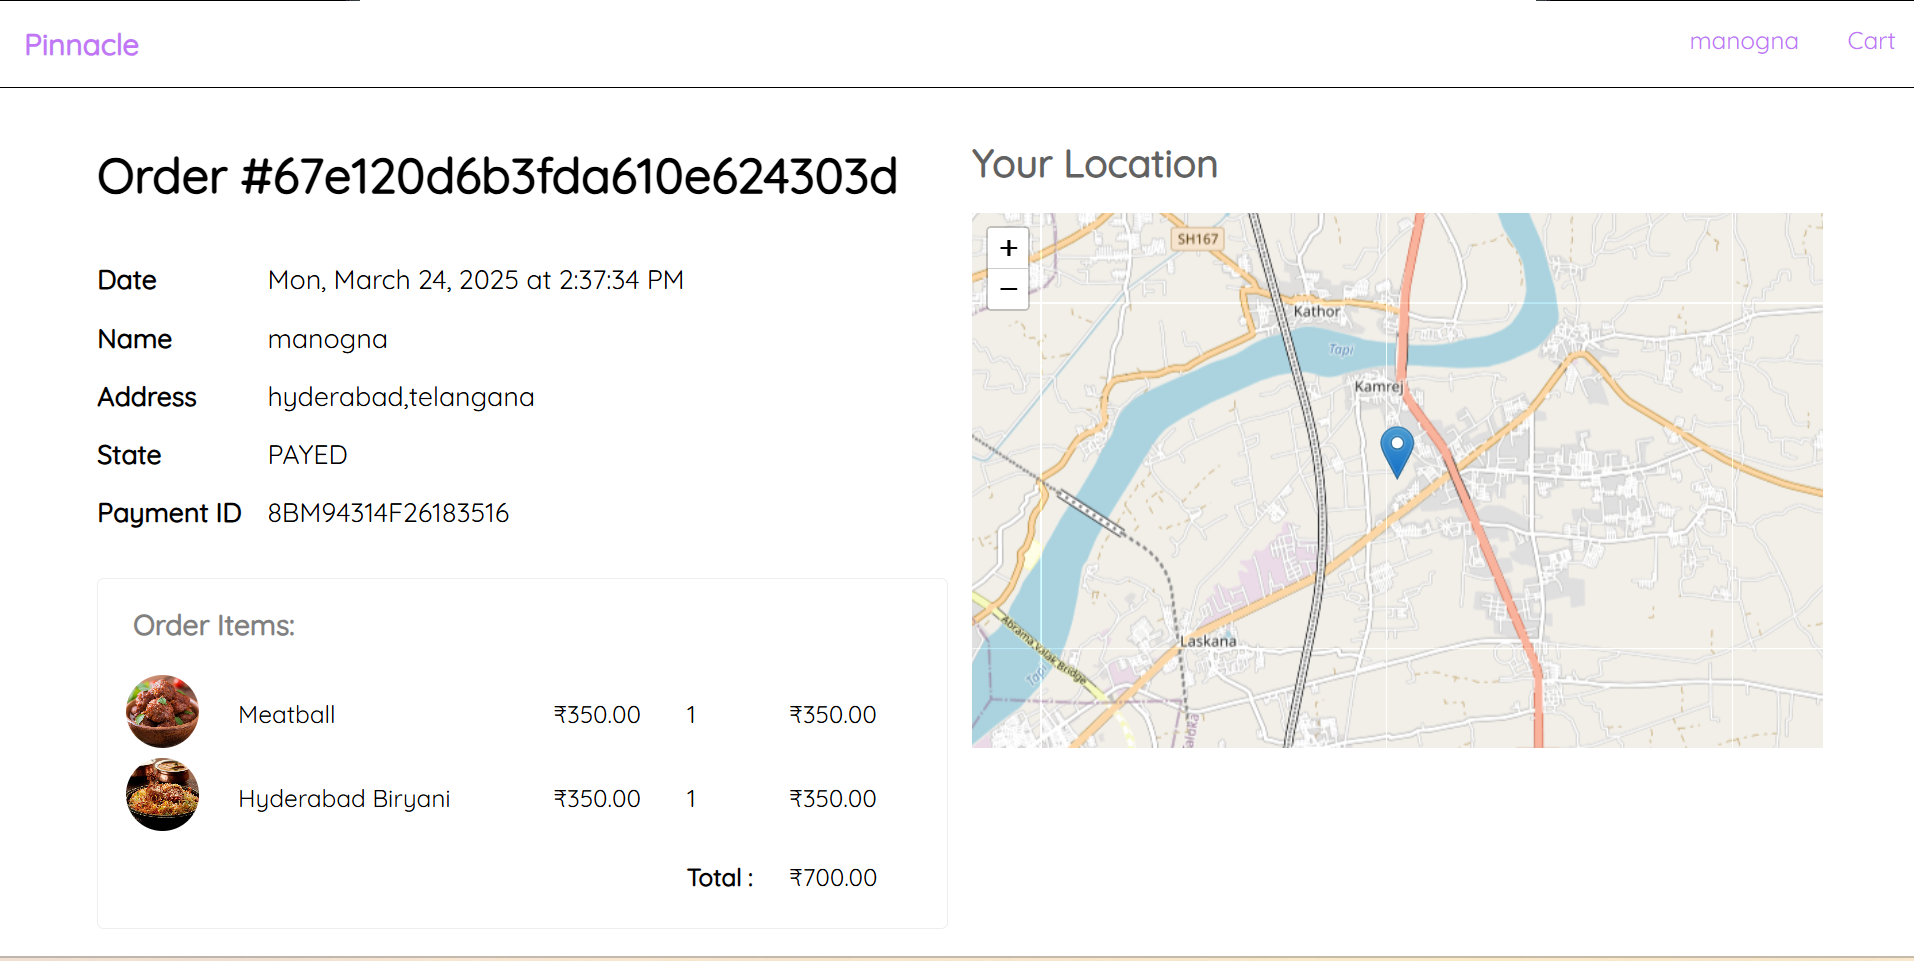 Pinnacle
manogna Cart
Order #67e120d6b3fda610e624303d
Date Mon, March 24, 2025 at 2:37:34 PM
Name manogna
Address hyderabad,telangana
State PAYED
Payment ID 8BM94314F26183516
Order Items:
Meatball ₹350.00 1 ₹350.00
Hyderabad Biryani ₹350.00 1 ₹350.00
Total : ₹700.00
Your Location
+
−
SH167
Kathor
Tapi
Kamrej
Laskana
Abrama Valak Bridge
Tapi